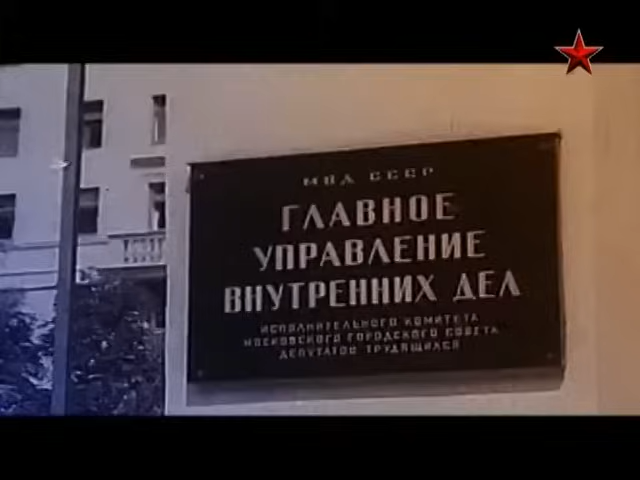 МВД СССР
ГЛАВНОЕ
УПРАВЛЕНИЕ
ВНУТРЕННИХ ДЕЛ
ИСПОЛНИТЕЛЬНОГО КОМИТЕТА
МОСКОВСКОГО ГОРОДСКОГО СОВЕТА
ДЕПУТАТОВ ТРУДЯЩИХСЯ